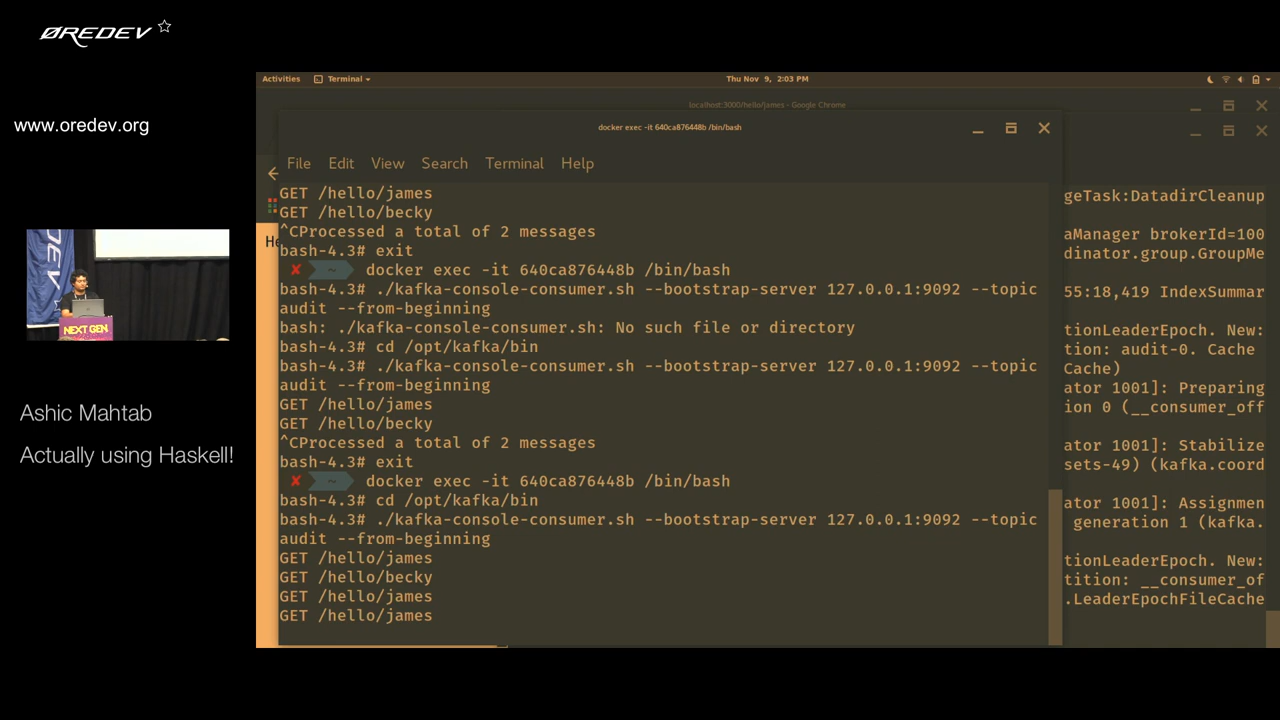 ØREDEV
www.oredev.org
NEXT GEN
Ashic Mahtab
Actually using Haskell!
Activities Terminal Thu Nov 9, 2:03 PM
localhost:3000/hello/james - Google Chrome
docker exec -it 640ca876448b /bin/bash
File Edit View Search Terminal Help
GET /hello/james
GET /hello/becky
^CProcessed a total of 2 messages
bash-4.3# exit
✘ ~ docker exec -it 640ca876448b /bin/bash
bash-4.3# ./kafka-console-consumer.sh --bootstrap-server 127.0.0.1:9092 --topic
audit --from-beginning
bash: ./kafka-console-consumer.sh: No such file or directory
bash-4.3# cd /opt/kafka/bin
bash-4.3# ./kafka-console-consumer.sh --bootstrap-server 127.0.0.1:9092 --topic
audit --from-beginning
GET /hello/james
GET /hello/becky
^CProcessed a total of 2 messages
bash-4.3# exit
✘ ~ docker exec -it 640ca876448b /bin/bash
bash-4.3# cd /opt/kafka/bin
bash-4.3# ./kafka-console-consumer.sh --bootstrap-server 127.0.0.1:9092 --topic
audit --from-beginning
GET /hello/james
GET /hello/becky
GET /hello/james
GET /hello/james
He
geTask:DatadirCleanup
aManager brokerId=100
dinator.group.GroupMe
55:18,419 IndexSummar
tionLeaderEpoch. New:
tion: audit-0. Cache
Cache)
ator 1001]: Preparing
ion 0 (__consumer_off
ator 1001]: Stabilize
sets-49) (kafka.coord
ator 1001]: Assignmen
generation 1 (kafka.
tionLeaderEpoch. New:
tition: __consumer_of
.LeaderEpochFileCache